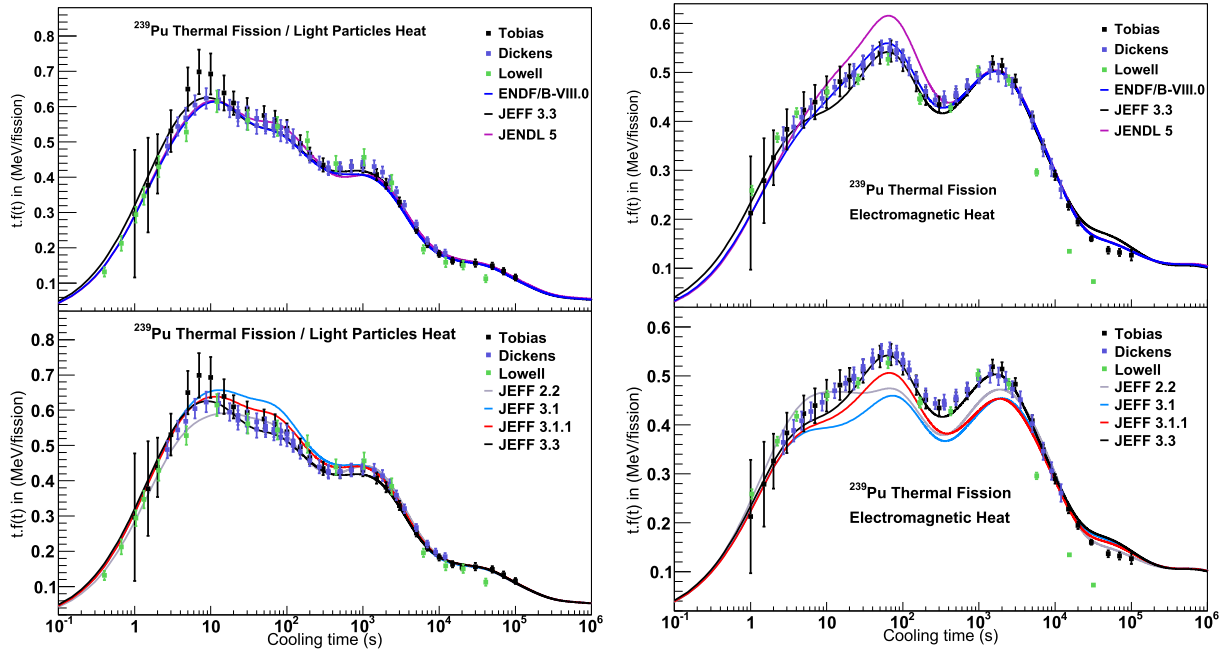 ²³⁹Pu Thermal Fission / Light Particles Heat
Tobias
Dickens
Lowell
ENDF/B-VIII.0
JEFF 3.3
JENDL 5
t.f(t) in (MeV/fission)
0.8
0.7
0.6
0.5
0.4
0.3
0.2
0.1
²³⁹Pu Thermal Fission / Light Particles Heat
Tobias
Dickens
Lowell
JEFF 2.2
JEFF 3.1
JEFF 3.1.1
JEFF 3.3
t.f(t) in (MeV/fission)
0.8
0.7
0.6
0.5
0.4
0.3
0.2
0.1
10⁻¹ 1 10 10² 10³ 10⁴ 10⁵ 10⁶
Cooling time (s)
Tobias
Dickens
Lowell
ENDF/B-VIII.0
JEFF 3.3
JENDL 5
²³⁹Pu Thermal Fission
Electromagnetic Heat
t.f(t) in (MeV/fission)
0.6
0.5
0.4
0.3
0.2
0.1
Tobias
Dickens
Lowell
JEFF 2.2
JEFF 3.1
JEFF 3.1.1
JEFF 3.3
²³⁹Pu Thermal Fission
Electromagnetic Heat
t.f(t) in (MeV/fission)
0.6
0.5
0.4
0.3
0.2
0.1
10⁻¹ 1 10 10² 10³ 10⁴ 10⁵ 10⁶
Cooling time (s)